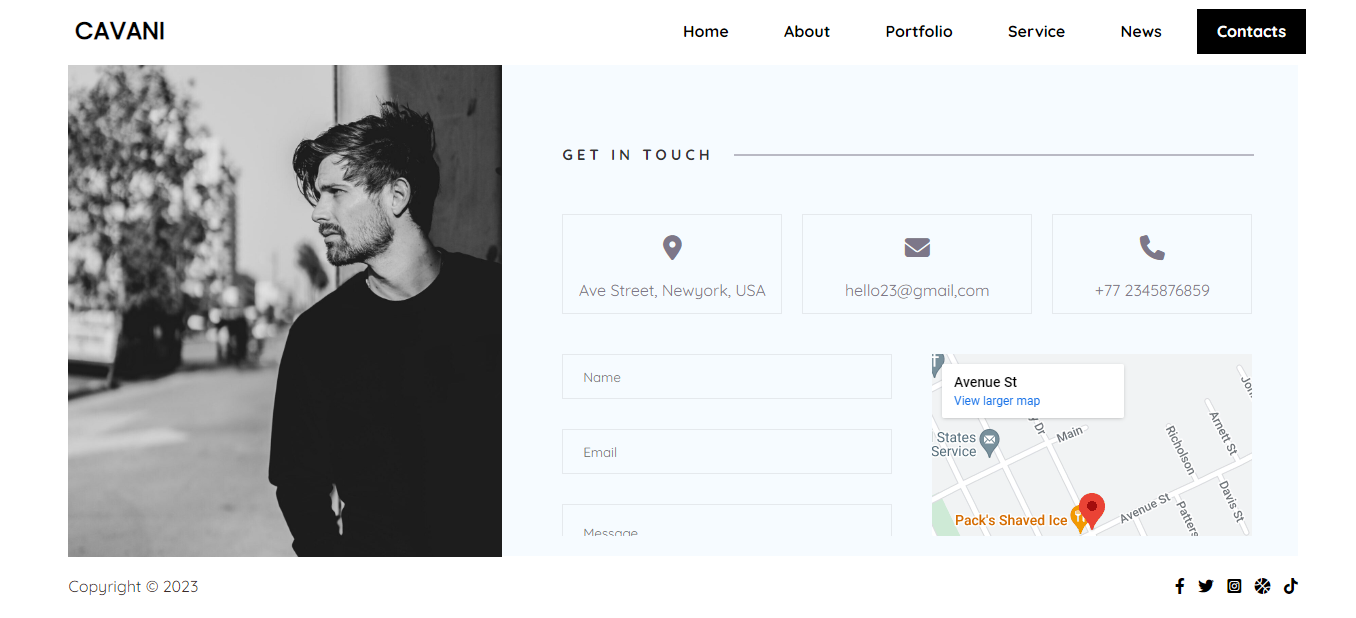 CAVANI
Home About Portfolio Service News Contacts
GET IN TOUCH
Ave Street, Newyork, USA
hello23@gmail,com
+77 2345876859
Name
Email
Message
Avenue St
View larger map
y Dr
Main
States
Service
Richolson
Arnett St
Avenue St
Davis St
Patters
Pack's Shaved Ice
Copyright © 2023